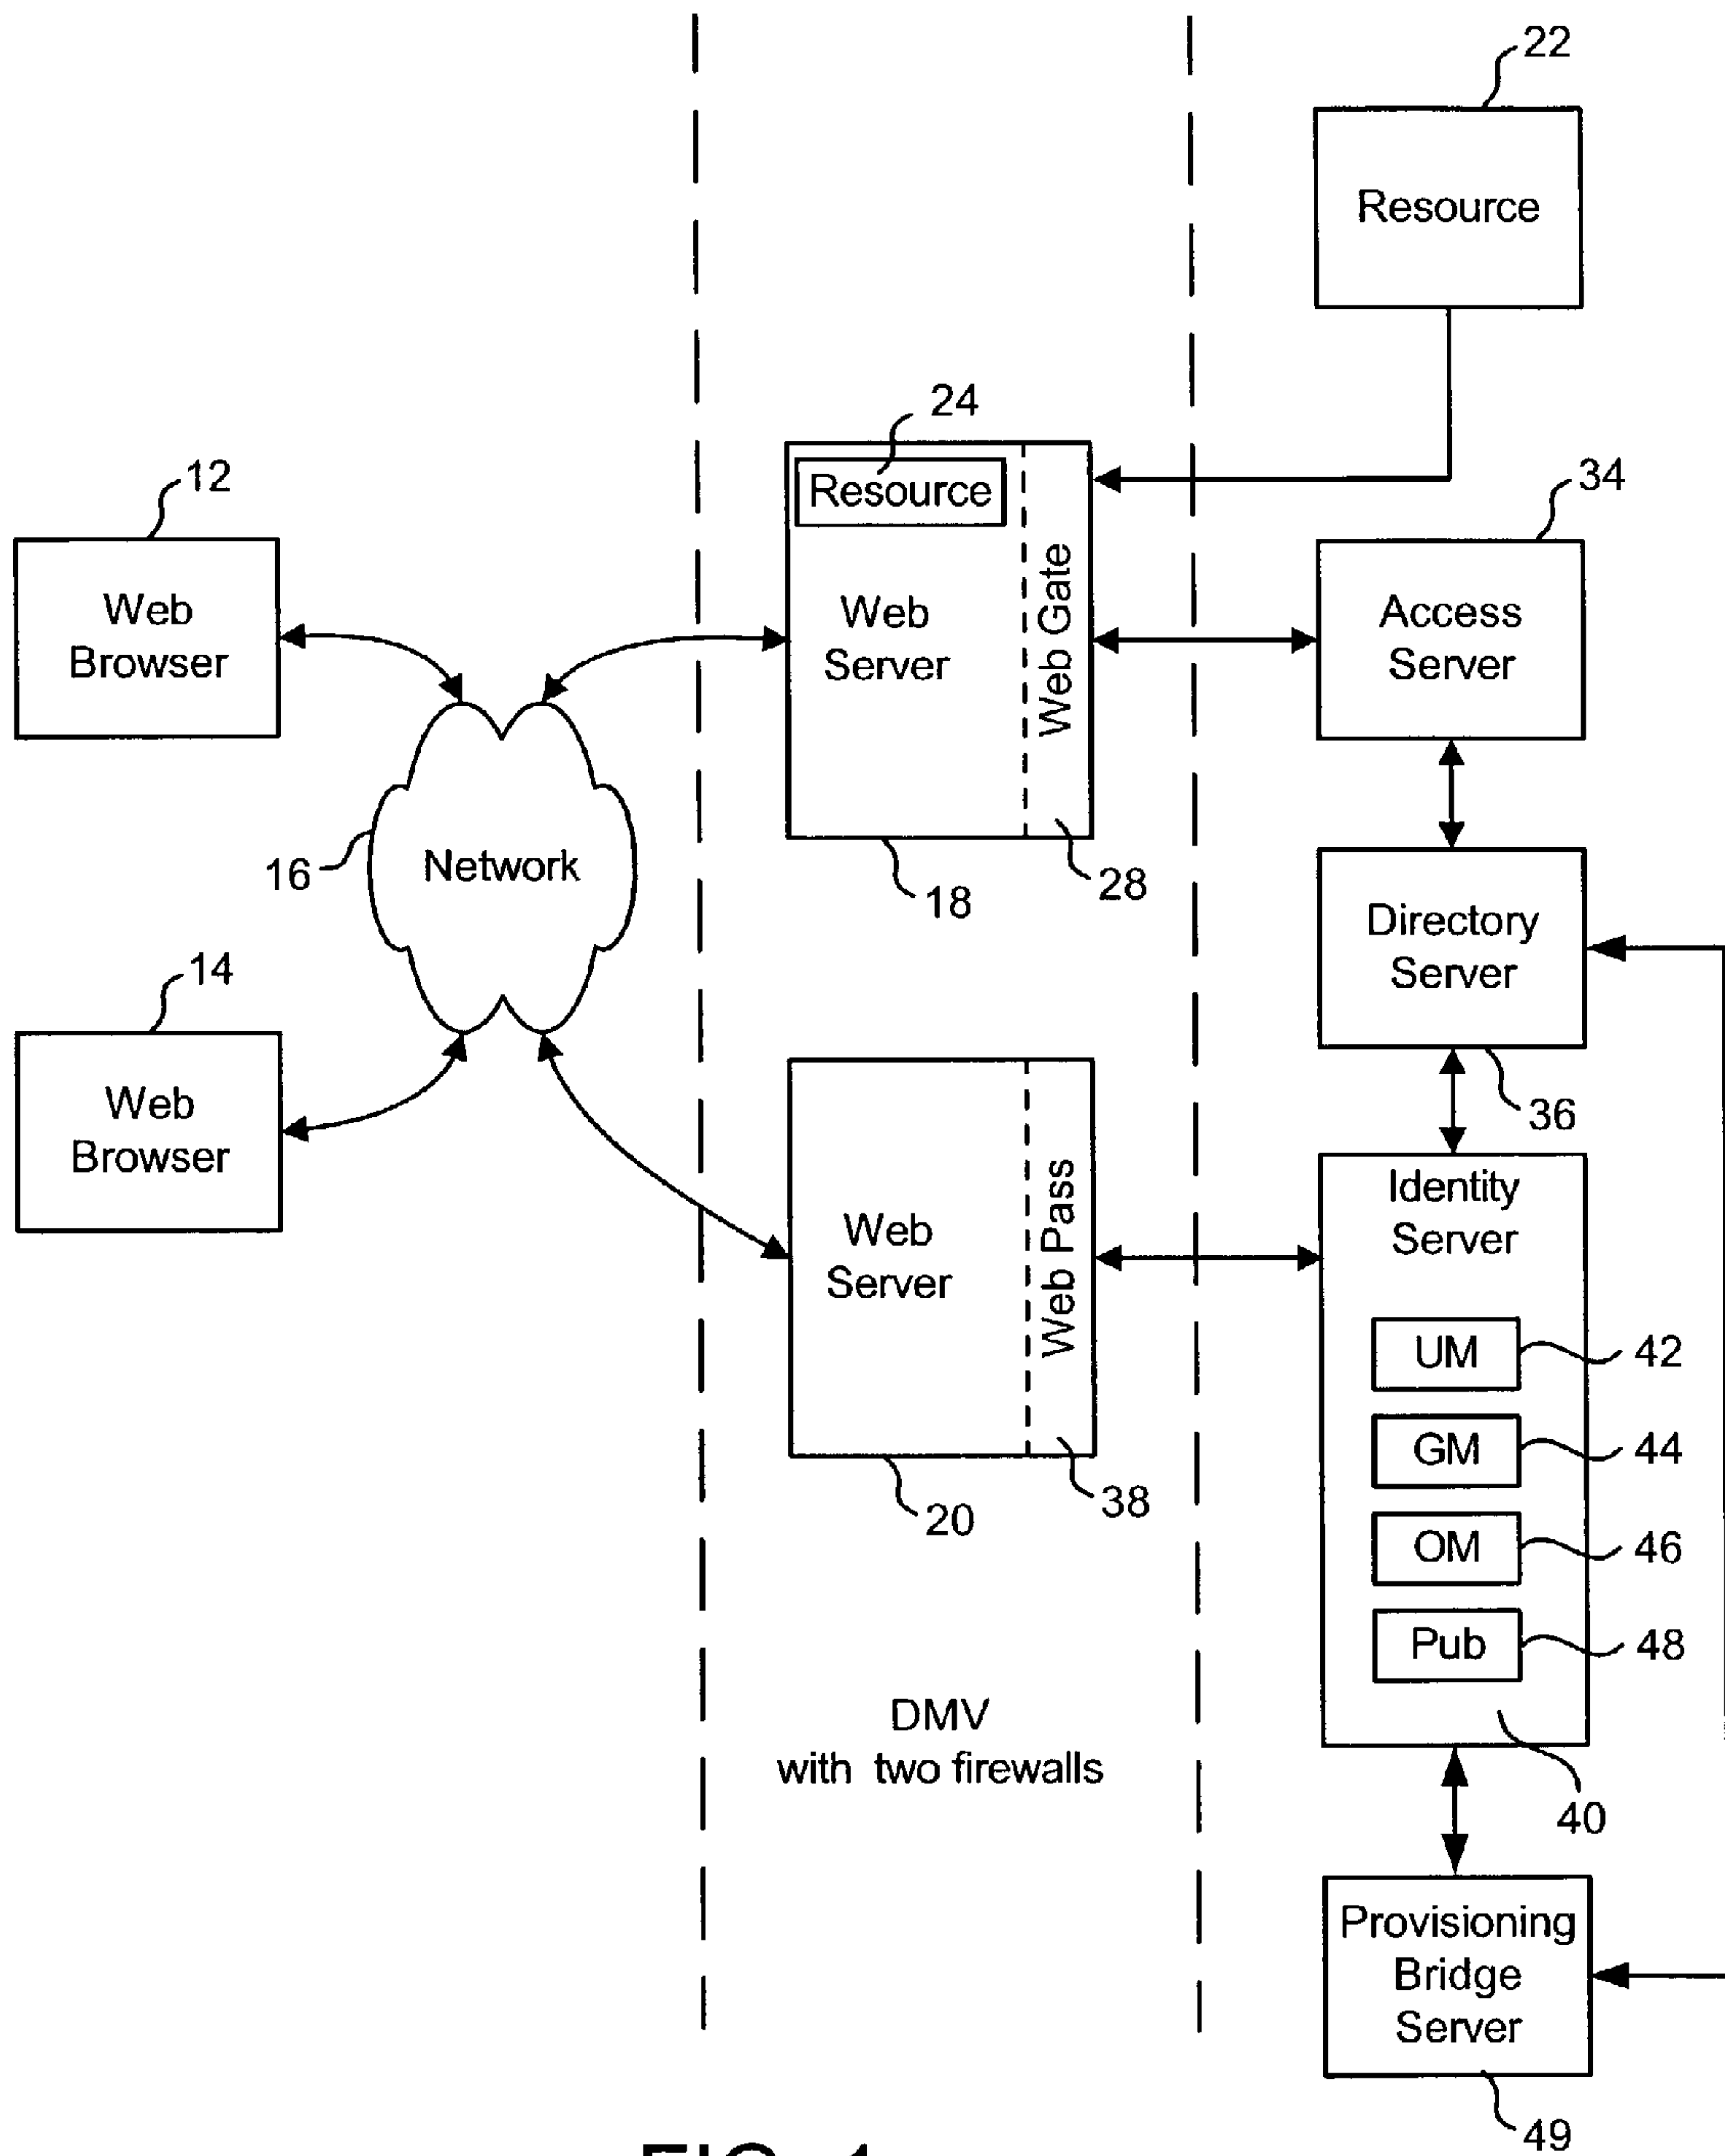 22
Resource
24
Resource
12
34
Web
Browser
Web
Server
Web Gate
Access
Server
16
Network
18
28
Directory
Server
14
36
Web
Browser
Web
Server
Web Pass
Identity
Server
UM
42
GM
44
38
20
OM
46
Pub
48
DMV
with two firewalls
40
Provisioning
Bridge
Server
49
FIG. 1